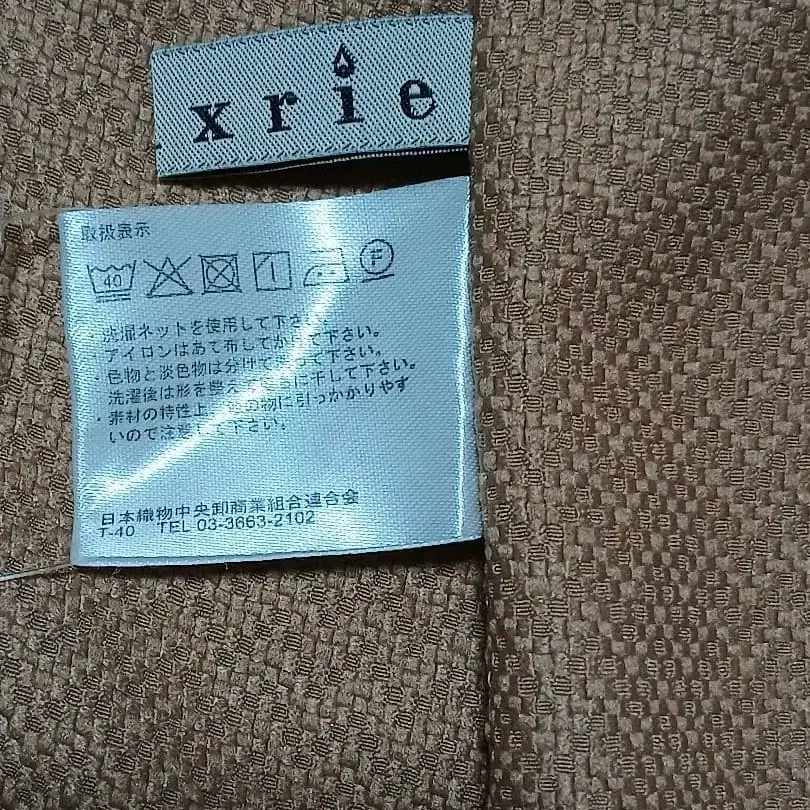 xrie
取扱表示
40 F
洗濯ネットを使用して下さい。
・アイロンはあて布してかけて下さい。
・色物と淡色物は分けて洗って下さい。
洗濯後は形を整えて 干して下さい。
・素材の特性上、 の物に引っかかりやす
いので注意して下さい。
日本織物中央卸商業組合連合会
T-40 TEL 03-3663-2102